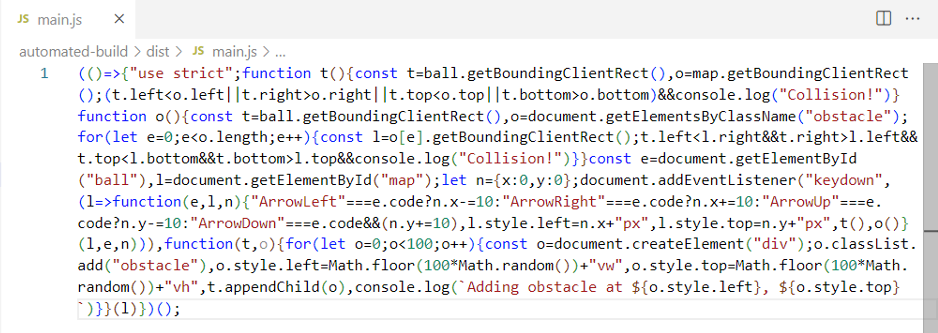 JS main.js ×
automated-build > dist > JS main.js > ...
1 (()=>{"use strict";function t(){const t=ball.getBoundingClientRect(),o=map.getBoundingClientRect
();(t.left<o.left||t.right>o.right||t.top<o.top||t.bottom>o.bottom)&&console.log("Collision!")}
function o(){const t=ball.getBoundingClientRect(),o=document.getElementsByClassName("obstacle");
for(let e=0;e<o.length;e++){const l=o[e].getBoundingClientRect();t.left<l.right&&t.right>l.left&&
t.top<l.bottom&&t.bottom>l.top&&console.log("Collision!")}}const e=document.getElementById
("ball"),l=document.getElementById("map");let n={x:0,y:0};document.addEventListener("keydown",
(l=>function(e,l,n){"ArrowLeft"===e.code?n.x-=10:"ArrowRight"===e.code?n.x+=10:"ArrowUp"===e.
code?n.y-=10:"ArrowDown"===e.code&&(n.y+=10),l.style.left=n.x+"px",l.style.top=n.y+"px",t(),o()}
(l,e,n))),function(t,o){for(let o=0;o<100;o++){const o=document.createElement("div");o.classList.
add("obstacle"),o.style.left=Math.floor(100*Math.random())+"vw",o.style.top=Math.floor(100*Math.
random())+"vh",t.appendChild(o),console.log(`Adding obstacle at ${o.style.left}, ${o.style.top}
`)}}(l)})();